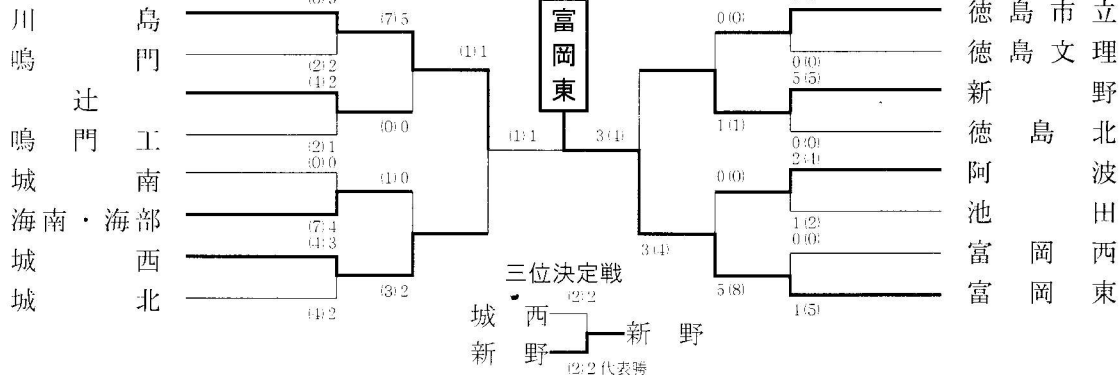 川島
鳴門
辻
鳴門工
城南
海南・海部
城西
城北
(7)5
(2)2
(4)2
(0)0
(2)1
(0)0
(1)0
(7)4
(4)3
(3)2
(4)2
(1)1
(1)1
富岡東
3(4)
3(4)
0(0)
1(1)
0(0)
5(8)
0(0)
5(5)
0(0)
2(4)
1(2)
0(0)
1(5)
徳島市立
徳島文理
新野
徳島北
阿波
池田
富岡西
富岡東
三位決定戦
(2)2
城西
新野
新野
(2)2代表勝